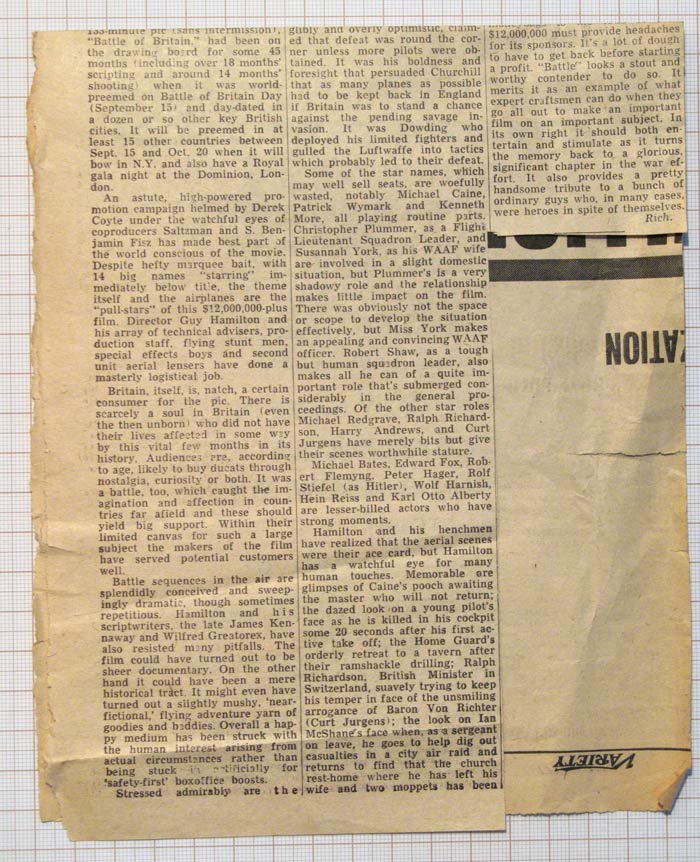 133-minute pic (sans intermission),
"Battle of Britain," had been on
the drawing board for some 45
months (including over 18 months'
scripting and around 14 months'
shooting) when it was world-
preemed on Battle of Britain Day
(September 15) and day-dated in
a dozen or so other key British
cities. It will be preemed in at
least 15 other countries between
Sept. 15 and Oct. 20 when it will
bow in N.Y. and also have a Royal
gala night at the Dominion, Lon-
don.
An astute, high-powered pro-
motion campaign helmed by Derek
Coyte under the watchful eyes of
coproducers Saltzman and S. Ben-
jamin Fisz has made best part of
the world conscious of the movie.
Despite hefty marquee bait, with
14 big names "starring" im-
mediately below title, the theme
itself and the airplanes are the
"pull-stars" of this $12,000,000-plus
film. Director Guy Hamilton and
his array of technical advisers, pro-
duction staff, flying stunt men,
special effects boys and second
unit aerial lensers have done a
masterly logistical job.
Britain, itself, is, natch, a certain
consumer for the pic. There is
scarcely a soul in Britain (even
the then unborn) who did not have
their lives affected in some way
by this vital few months in its
history. Audiences are, according
to age, likely to buy ducats through
nostalgia, curiosity or both. It was
a battle, too, which caught the im-
agination and affection in coun-
tries far afield and these should
yield big support. Within their
limited canvas for such a large
subject the makers of the film
have served potential customers
well.
Battle sequences in the air are
splendidly conceived and sweep-
ingly dramatic, though sometimes
repetitious. Hamilton and his
scriptwriters, the late James Ken-
naway and Wilfred Greatorex, have
also resisted many pitfalls. The
film could have turned out to be
sheer documentary. On the other
hand it could have been a mere
historical tract. It might even have
turned out a slightly mushy, 'near-
fictional,' flying adventure yarn of
goodies and baddies. Overall a hap-
py medium has been struck with
the human interest arising from
actual circumstances rather than
being stuck in artificially for
'safety-first' boxoffice boosts.
Stressed admirably are the
glibly and overly optimistic, claim-
ed that defeat was round the cor-
ner unless more pilots were ob-
tained. It was his boldness and
foresight that persuaded Churchill
that as many planes as possible
had to be kept back in England
if Britain was to stand a chance
against the pending savage in-
vasion. It was Dowding who
deployed his limited fighters and
gulled the Luftwaffe into tactics
which probably led to their defeat.
Some of the star names, which
may well sell seats, are woefully
wasted, notably Michael Caine,
Patrick Wymark and Kenneth
More, all playing routine parts.
Christopher Plummer, as a Flight
Lieutenant Squadron Leader, and
Susannah York, as his WAAF wife
are involved in a slight domestic
situation, but Plummer's is a very
shadowy role and the relationship
makes little impact on the film.
There was obviously not the space
or scope to develop the situation
effectively, but Miss York makes
an appealing and convincing WAAF
officer. Robert Shaw, as a tough
but human squadron leader, also
makes all he can of a quite im-
portant role that's submerged con-
siderably in the general pro-
ceedings. Of the other star roles
Michael Redgrave, Ralph Richard-
son, Harry Andrews, and Curt
Jurgens have merely bits but give
their scenes worthwhile stature.
Michael Bates, Edward Fox, Rob-
ert Flemyng, Peter Hager, Rolf
Stiefel (as Hitler), Wolf Harnish,
Hein Reiss and Karl Otto Alberty
are lesser-billed actors who have
strong moments.
Hamilton and his henchmen
have realized that the aerial scenes
were their ace card, but Hamilton
has a watchful eye for many
human touches. Memorable are
glimpses of Caine's pooch awaiting
the master who will not return;
the dazed look on a young pilot's
face as he is killed in his cockpit
some 20 seconds after his first ac-
tive take off; the Home Guard's
orderly retreat to a tavern after
their ramshackle drilling; Ralph
Richardson, British Minister in
Switzerland, suavely trying to keep
his temper in face of the unsmiling
arrogance of Baron Von Richter
(Curt Jurgens); the look on Ian
McShane's face when, as a sergeant
on leave, he goes to help dig out
casualties in a city air raid and
returns to find that the church
rest-home where he has left his
wife and two moppets has been
$12,000,000 must provide headaches
for its sponsors. It's a lot of dough
to have to get back before starting
a profit. "Battle" looks a stout and
worthy contender to do so. It
merits it as an example of what
expert craftsmen can do when they
go all out to make an important
film on an important subject. In
its own right it should both en-
tertain and stimulate as it turns
the memory back to a glorious,
significant chapter in the war ef-
fort. It also provides a pretty
handsome tribute to a bunch of
ordinary guys who, in many cases,
were heroes in spite of themselves.
Rich.
ZATION
VARIETY